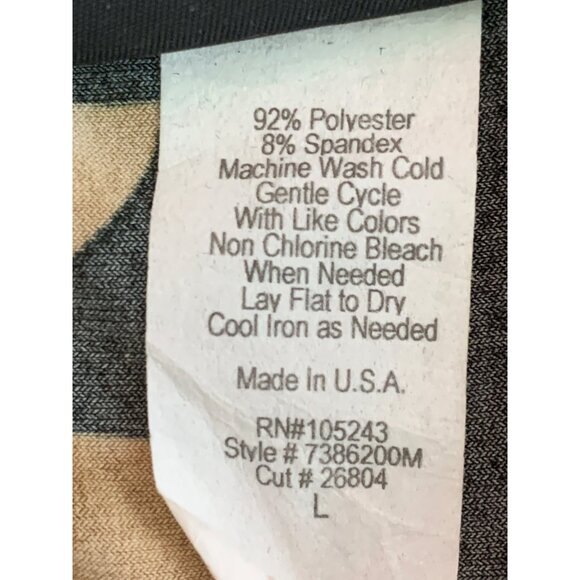 92% Polyester
8% Spandex
Machine Wash Cold
Gentle Cycle
With Like Colors
Non Chlorine Bleach
When Needed
Lay Flat to Dry
Cool Iron as Needed
Made in U.S.A.
RN#105243
Style # 7386200M
Cut # 26804
L